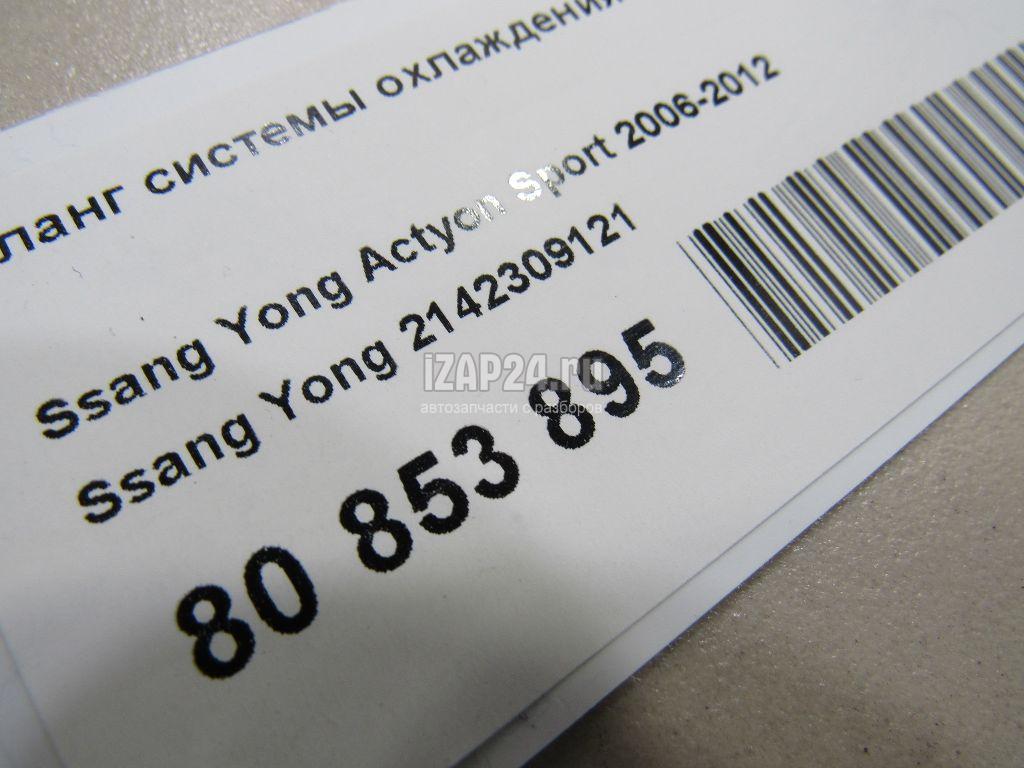 ланг системы охлаждения
Ssang Yong Actyon Sport 2006-2012
Ssang Yong 2142309121
iZAP24.ru
автозапчасти с разборов
80 853 895